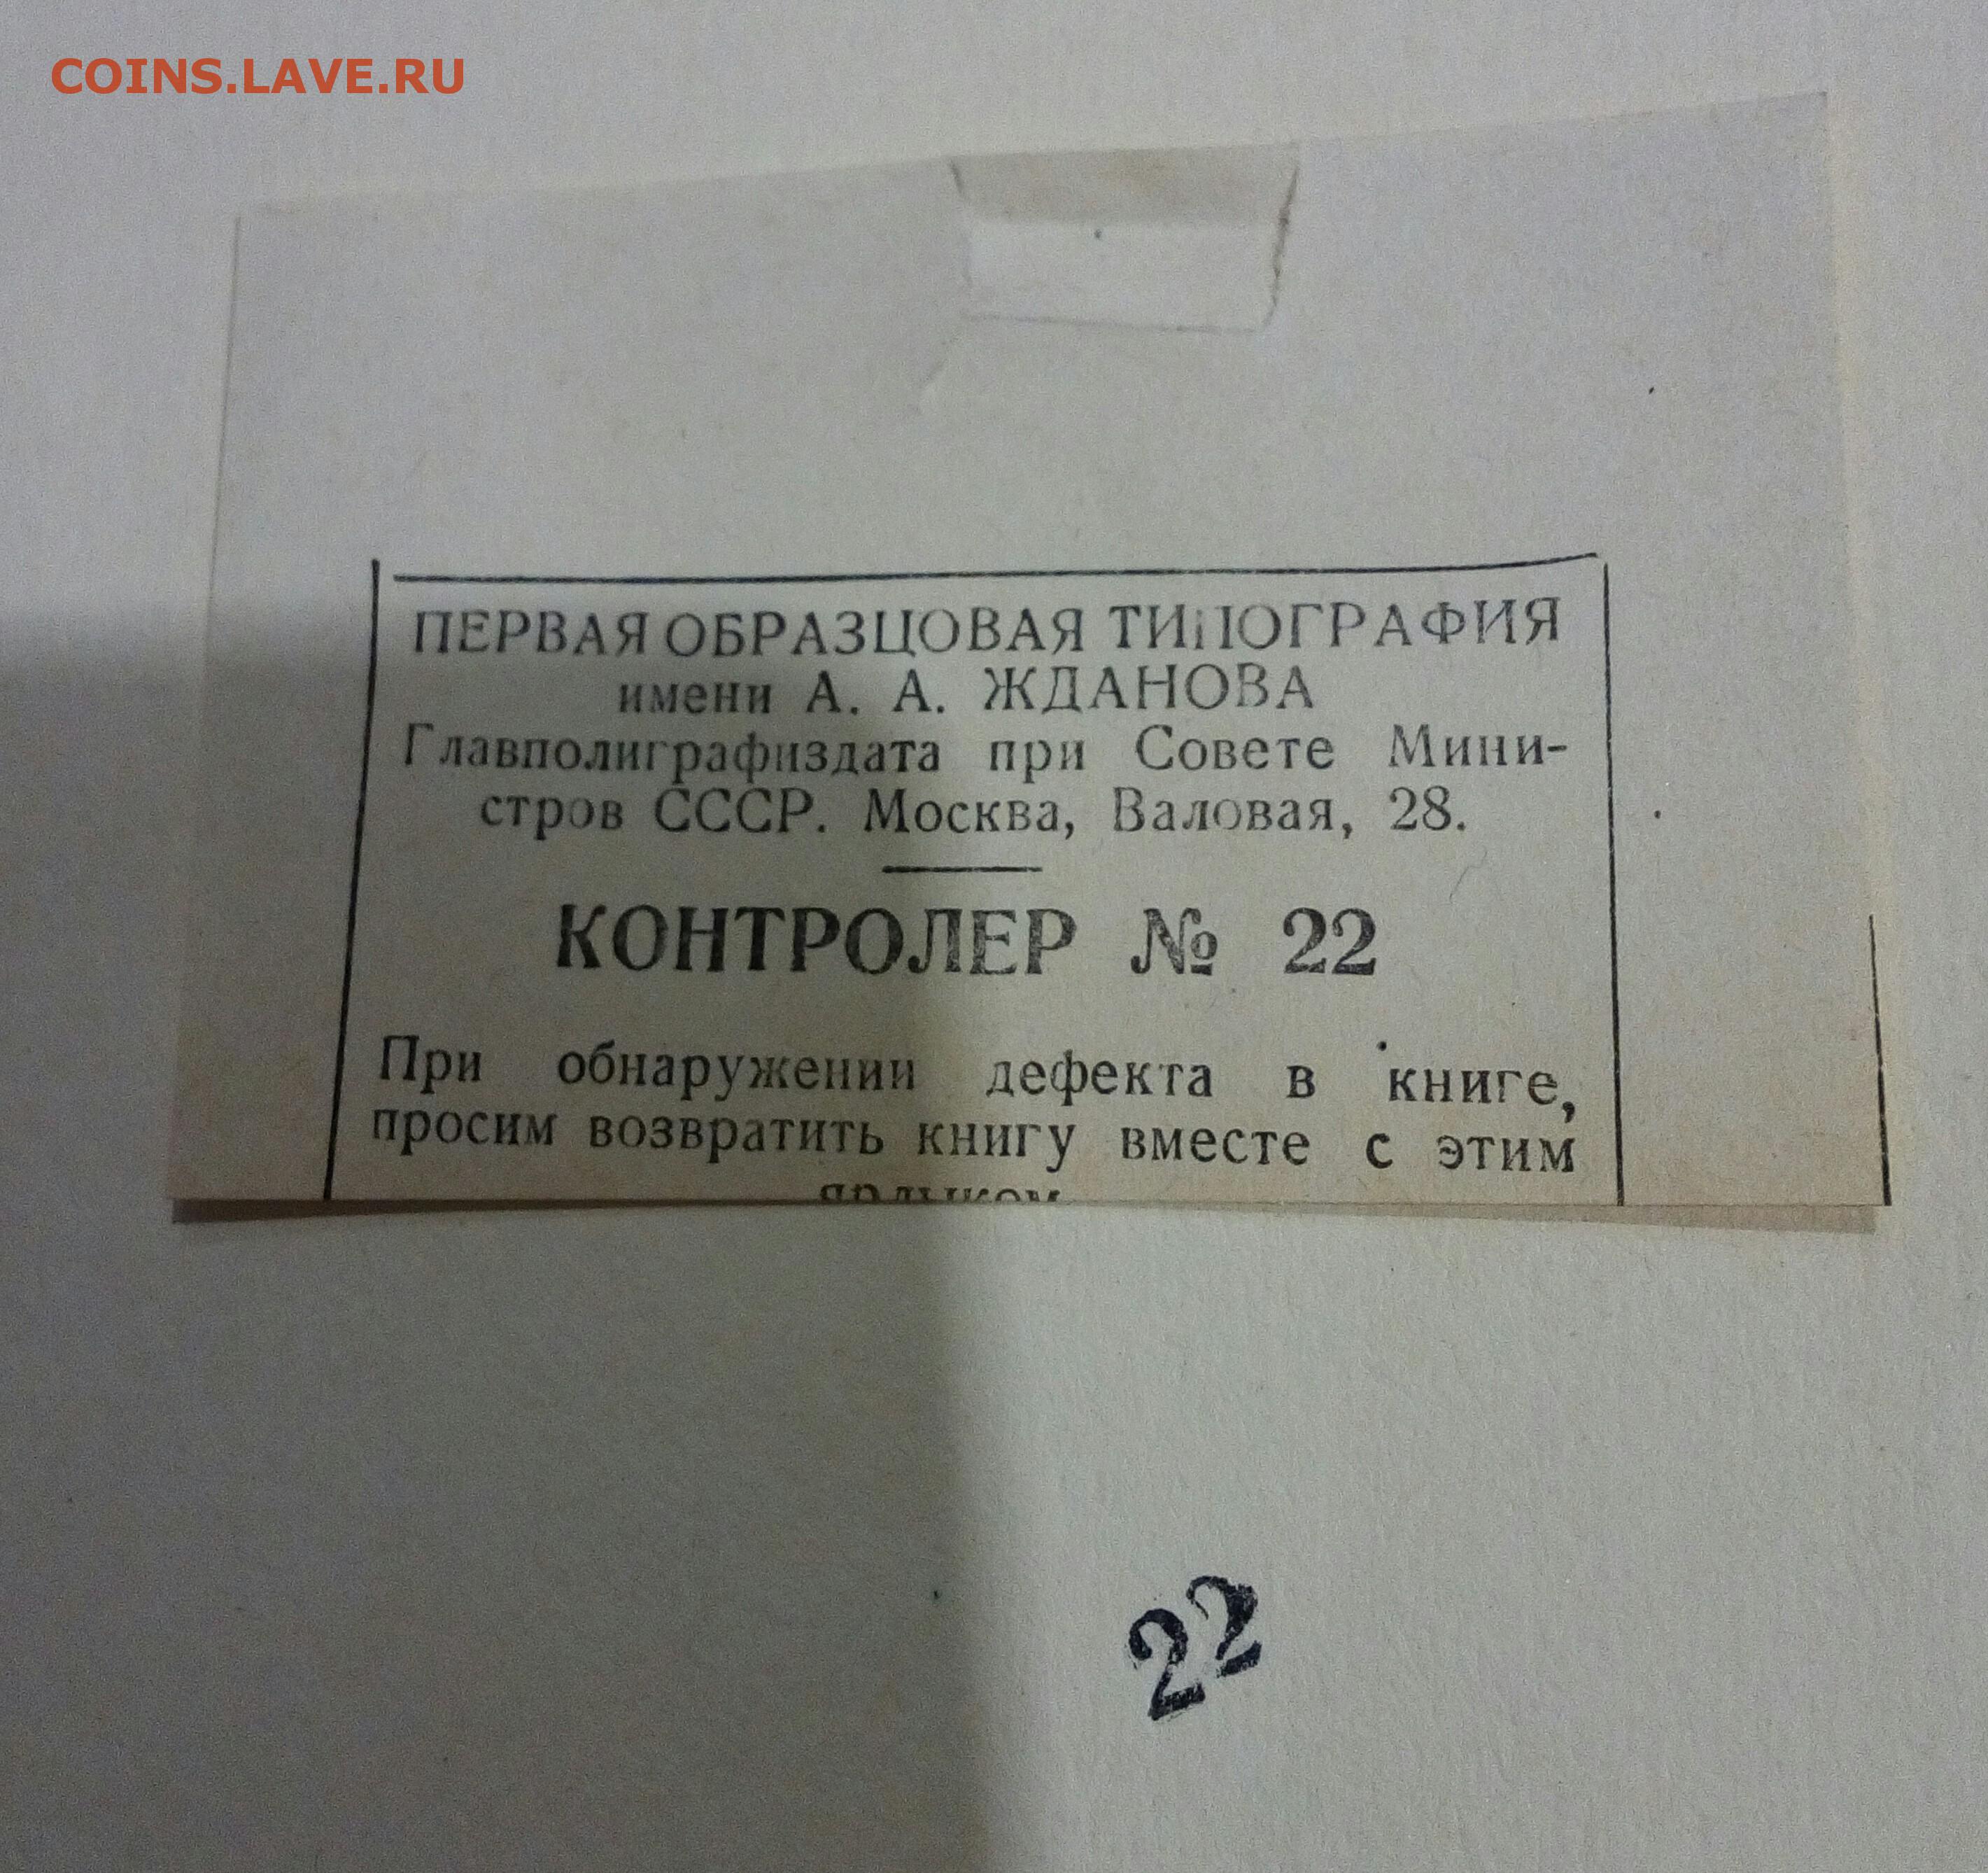 COINS.LAVE.RU
ПЕРВАЯ ОБРАЗЦОВАЯ ТИПОГРАФИЯ
имени А. А. ЖДАНОВА
Главполиграфиздата при Совете Мини-
стров СССР. Москва, Валовая, 28.
КОНТРОЛЕР № 22
При обнаружении дефекта в книге,
просим возвратить книгу вместе с этим
ярлыком
22